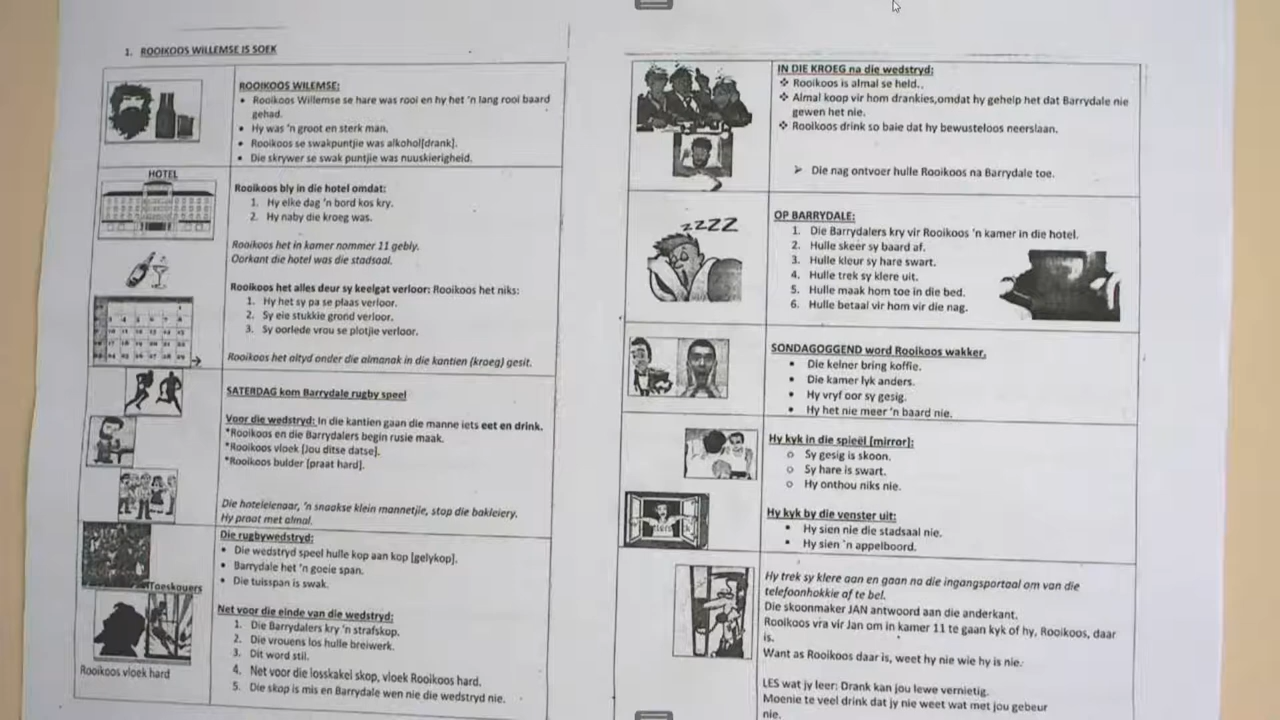 1. ROOIKOOS WILLEMSE IS SOEK
ROOIKOOS WILEMSE:
• Rooikoos Willemse se hare was rooi en hy het 'n lang rooi baard
gehad.
• Hy was 'n groot en sterk man.
• Rooikoos se swakpuntjie was alkohol[drank].
• Die skrywer se swak puntjie was nuuskierigheid.
HOTEL
Rooikoos bly in die hotel omdat:
1. Hy elke dag 'n bord kos kry.
2. Hy naby die kroeg was.
Rooikoos het in kamer nommer 11 gebly.
Oorkant die hotel was die stadsaal.
Rooikoos het alles deur sy keelgat verloor: Rooikoos het niks:
1. Hy het sy pa se plaas verloor.
2. Sy eie stukkie grond verloor.
3. Sy oorlede vrou se plotjie verloor.
Rooikoos het altyd onder die almanak in die kantien (kroeg) gesit.
SATERDAG kom Barrydale rugby speel
Voor die wedstryd: In die kantien gaan die manne iets eet en drink.
*Rooikoos en die Barrydalers begin rusie maak.
*Rooikoos vloek [Jou ditse datse].
*Rooikoos bulder [praat hard].
Die hoteleienaar, 'n snaakse klein mannetjie, stop die bakleiery.
Hy praat met almal.
Die rugbywedstryd:
• Die wedstryd speel hulle kop aan kop [gelykop].
• Barrydale het 'n goeie span.
• Die tuisspan is swak.
Toeskouers
Net voor die einde van die wedstryd:
1. Die Barrydalers kry 'n strafskop.
2. Die vrouens los hulle breiwerk.
3. Dit word stil.
4. Net voor die losskakel skop, vloek Rooikoos hard.
5. Die skop is mis en Barrydale wen nie die wedstryd nie.
Rooikoos vloek hard
IN DIE KROEG na die wedstryd:
❖ Rooikoos is almal se held..
❖ Almal koop vir hom drankies,omdat hy gehelp het dat Barrydale nie
gewen het nie.
❖ Rooikoos drink so baie dat hy bewusteloos neerslaan.
➢ Die nag ontvoer hulle Rooikoos na Barrydale toe.
zZZZ
OP BARRYDALE:
1. Die Barrydalers kry vir Rooikoos 'n kamer in die hotel.
2. Hulle skeer sy baard af.
3. Hulle kleur sy hare swart.
4. Hulle trek sy klere uit.
5. Hulle maak hom toe in die bed.
6. Hulle betaal vir hom vir die nag.
SONDAGOGGEND word Rooikoos wakker.
• Die kelner bring koffie.
• Die kamer lyk anders.
• Hy vryf oor sy gesig.
• Hy het nie meer 'n baard nie.
Hy kyk in die spieël [mirror]:
o Sy gesig is skoon.
o Sy hare is swart.
o Hy onthou niks nie.
Hy kyk by die venster uit:
▪ Hy sien nie die stadsaal nie.
▪ Hy sien 'n appelboord.
Hy trek sy klere aan en gaan na die ingangsportaal om van die
telefoonhokkie af te bel.
Die skoonmaker JAN antwoord aan die anderkant.
Rooikoos vra vir Jan om in kamer 11 te gaan kyk of hy, Rooikoos, daar
is.
Want as Rooikoos daar is, weet hy nie wie hy is nie.
LES wat jy leer: Drank kan jou lewe vernietig.
Moenie te veel drink dat jy nie weet wat met jou gebeur
nie.